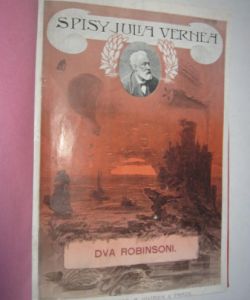 SPISY JULIA VERNEA
DVA ROBINSONI.